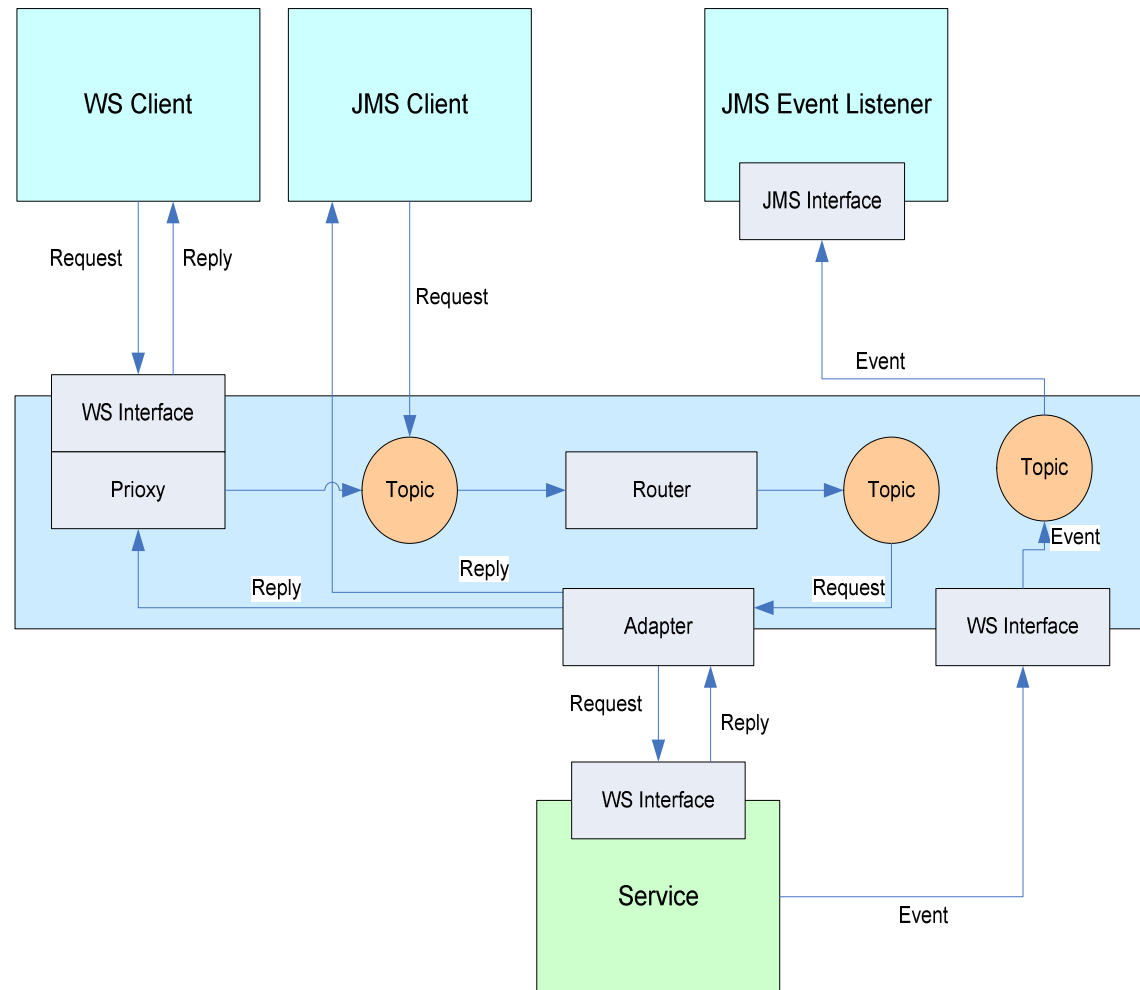 WS Client
JMS Client
JMS Event Listener
JMS Interface
Request
Reply
Request
Event
WS Interface
Prioxy
Topic
Router
Topic
Topic
Event
Reply
Reply
Request
Adapter
WS Interface
Request
Reply
WS Interface
Service
Event